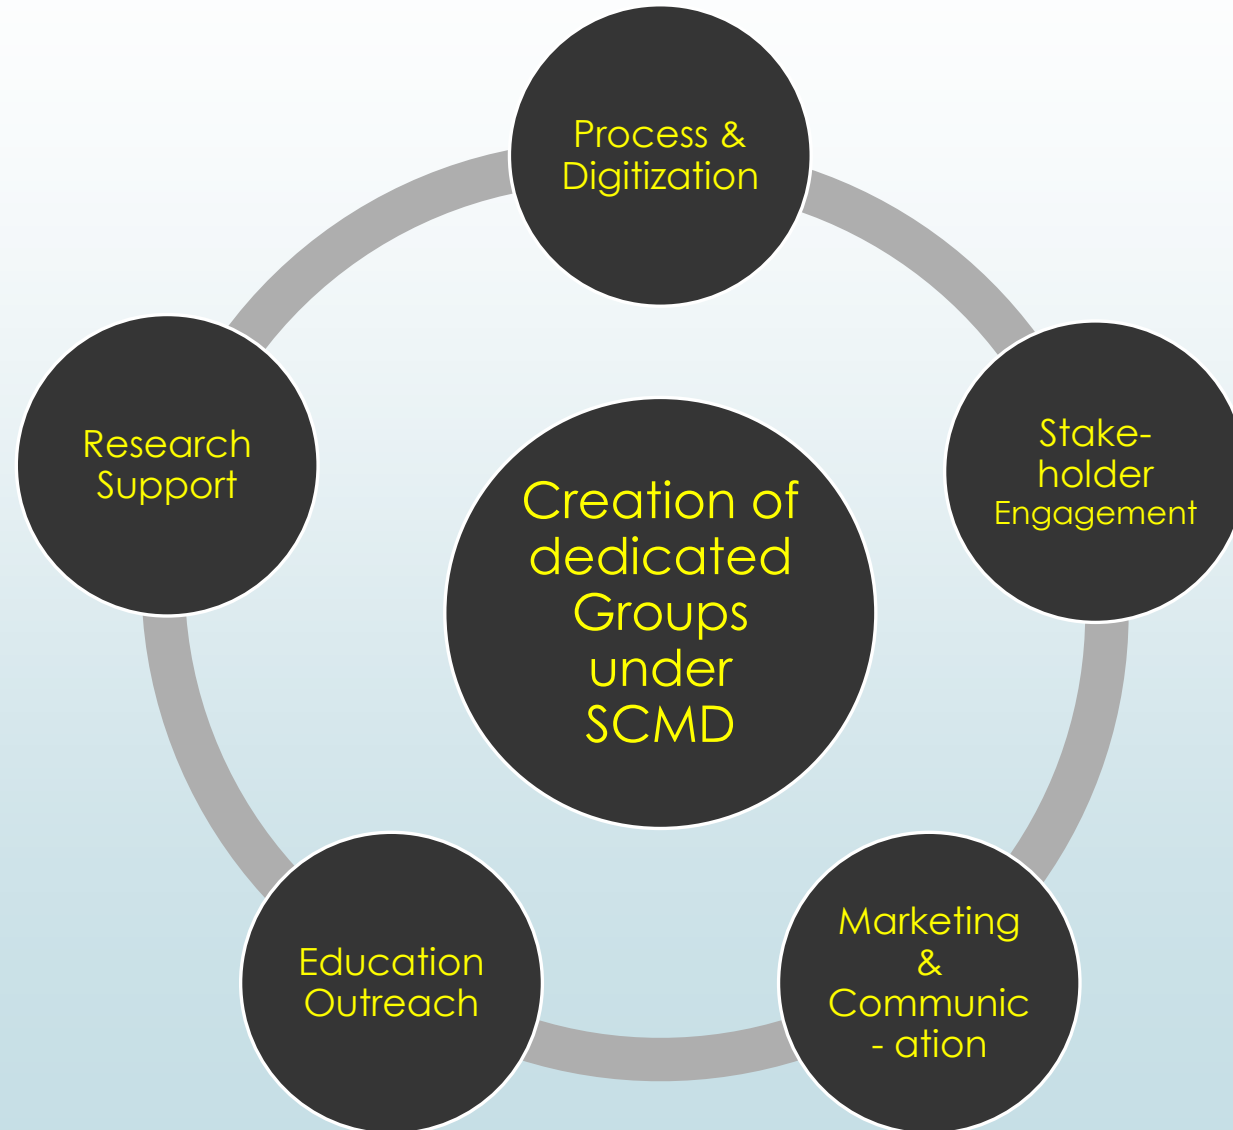 Process &
Digitization
Stake-
holder
Engagement
Marketing
&
Communic
- ation
Education
Outreach
Research
Support
Creation of
dedicated
Groups
under
SCMD